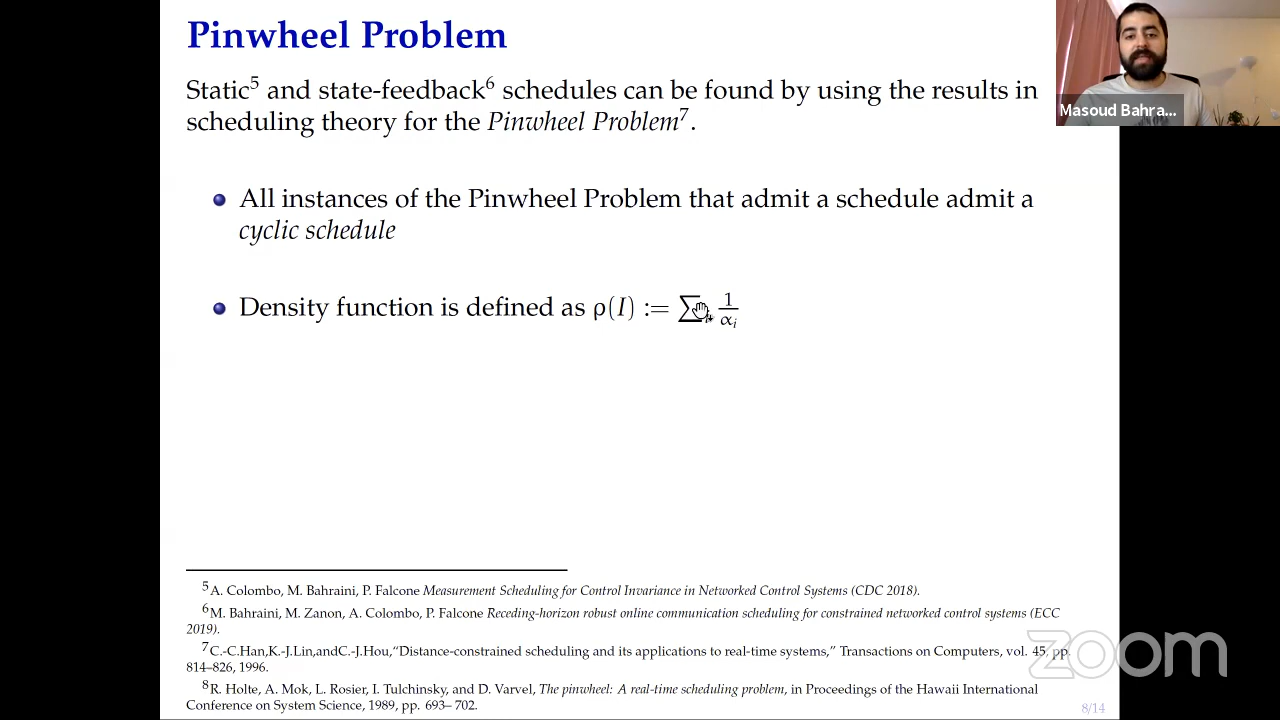 Pinwheel Problem
Static⁵ and state-feedback⁶ schedules can be found by using the results in
scheduling theory for the Pinwheel Problem⁷.
All instances of the Pinwheel Problem that admit a schedule admit a
cyclic schedule
Density function is defined as ρ(I) := ∑ 1/αᵢ
⁵A. Colombo, M. Bahraini, P. Falcone Measurement Scheduling for Control Invariance in Networked Control Systems (CDC 2018).
⁶M. Bahraini, M. Zanon, A. Colombo, P. Falcone Receding-horizon robust online communication scheduling for constrained networked control systems (ECC
2019).
⁷C.-C.Han,K.-J.Lin,andC.-J.Hou,“Distance-constrained scheduling and its applications to real-time systems,” Transactions on Computers, vol. 45, pp.
814–826, 1996.
⁸R. Holte, A. Mok, L. Rosier, I. Tulchinsky, and D. Varvel, The pinwheel: A real-time scheduling problem, in Proceedings of the Hawaii International
Conference on System Science, 1989, pp. 693– 702.
8/14
Masoud Bahra...
zoom